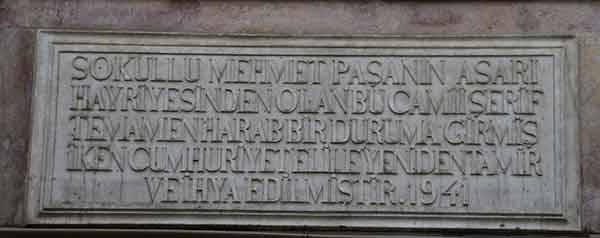 SOKULLU MEHMET PAŞANIN ASARI
HAYRİYESİNDEN OLAN BU CAMİİ ŞERİF
TEMAMEN HARAB BİR DURUMA GİRMİŞ
İKEN CUMHURİYET ELİLE YENİDEN TAMİR
VE İHYA EDİLMİŞTİR. 1941